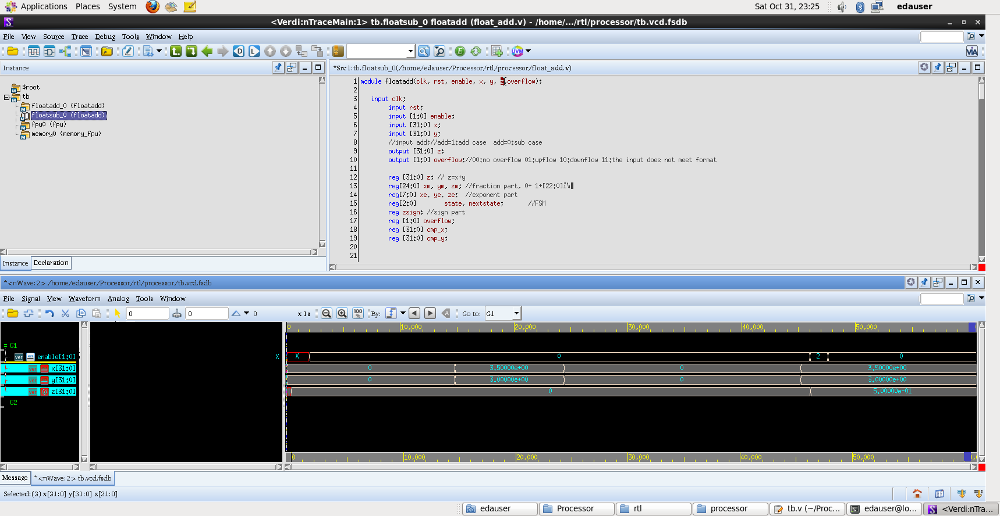 Applications Places System Sat Oct 31, 23:25 edauser
<Verdi:nTraceMain:1> tb.floatsub_0 floatadd (float_add.v) - /home/.../rtl/processor/tb.vcd.fsdb
File View Source Trace Debug Tools Window Help
Instance
*Src1:tb.floatsub_0(/home/edauser/Processor/rtl/processor/float_add.v)
$root
tb
floatadd_0 (floatadd)
floatsub_0 (floatadd)
fpu0 (fpu)
memory0 (memory_fpu)
Instance Declaration
1 module floatadd(clk, rst, enable, x, y, z,overflow);
2
3 input clk;
4 input rst;
5 input [1:0] enable;
6 input [31:0] x;
7 input [31:0] y;
8 //input add;//add=1:add case add=0:sub case
9 output [31:0] z;
10 output [1:0] overflow;//00:no overflow 01:upflow 10:downflow 11:the input does not meet format
11
12 reg [31:0] z; // z=x+y
13 reg[24:0] xm, ym, zm; //fraction part, 0+ 1+[22:0]ï¼
14 reg[7:0] xe, ye, ze; //exponent part
15 reg[2:0] state, nextstate; //FSM
16 reg zsign; //sign part
17 reg [1:0] overflow;
18 reg [31:0] cmp_x;
19 reg [31:0] cmp_y;
20
21
*<nWave:2> /home/edauser/Processor/rtl/processor/tb.vcd.fsdb
File Signal View Waveform Analog Tools Window
0 0 0 x 1s 100 % By: Go to: G1
0 10,000 20,000 30,000 40,000 50,000
G1
enable[1:0] X X 0 2 0
x[31:0] 0 3.50000e+00 0 3.50000e+00
y[31:0] 0 3.00000e+00 0 3.00000e+00
z[31:0] 0 5.00000e-01
G2
0 10,000 20,000 30,000 40,000 50,000
Message *<nWave:2> tb.vcd.fsdb
Selected:(3) x[31:0] y[31:0] z[31:0]
edauser Processor rtl processor tb.v (~/Proc... edauser@lo... <Verdi:nTra...